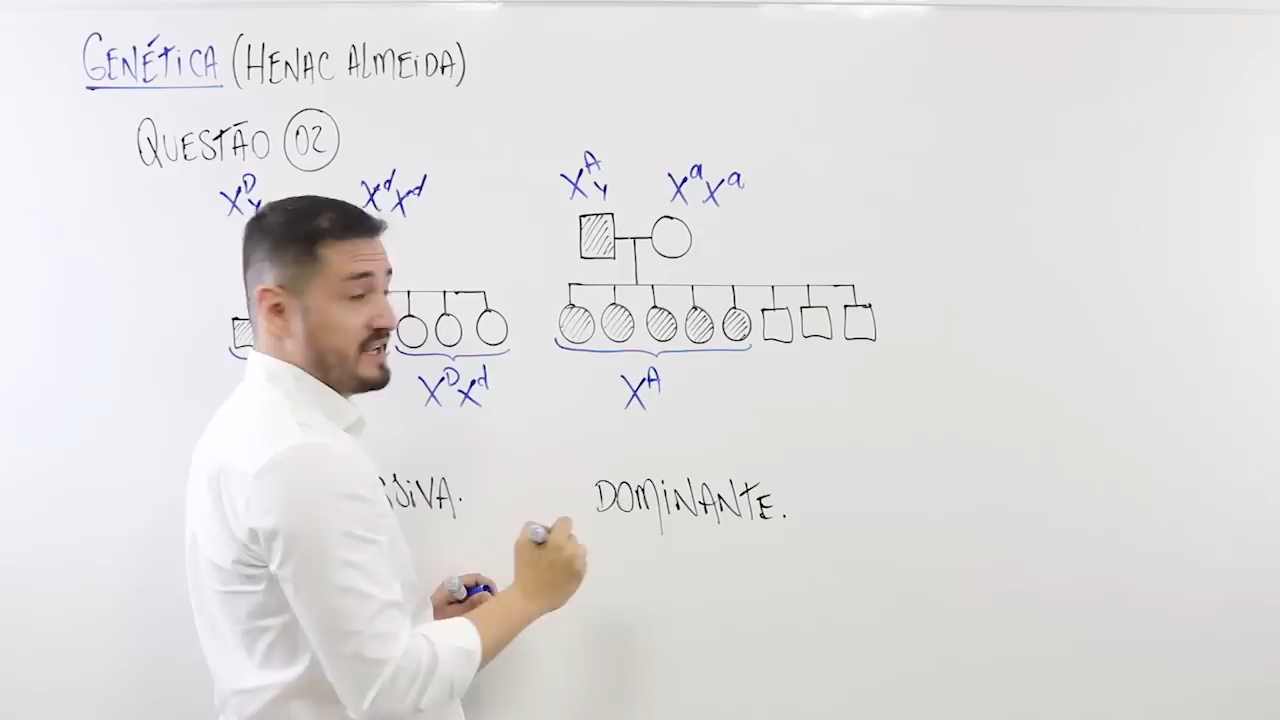 GENÉTICA (HENAC ALMEIDA)
QUESTÃO 02
X^D Y X^d X^d
X^A Y X^a X^a
X^D X^d
X^A
DOMINANTE.